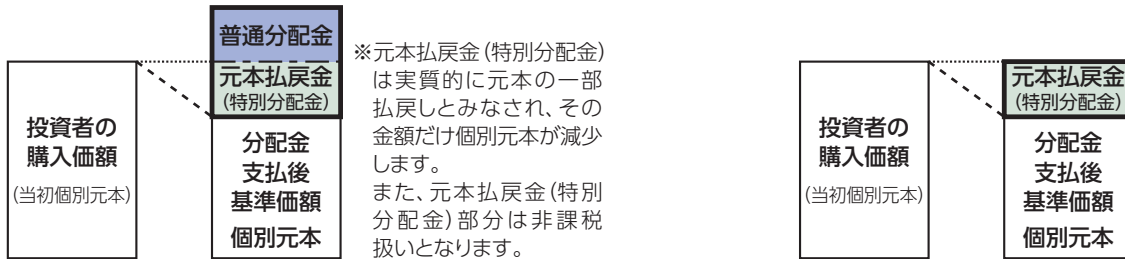 普通分配金
元本払戻金
(特別分配金)
投資者の
購入価額
(当初個別元本)
分配金
支払後
基準価額
個別元本
※元本払戻金(特別分配金)
は実質的に元本の一部
払戻しとみなされ、その
金額だけ個別元本が減少
します。
また、元本払戻金(特別
分配金)部分は非課税
扱いとなります。
投資者の
購入価額
(当初個別元本)
元本払戻金
(特別分配金)
分配金
支払後
基準価額
個別元本